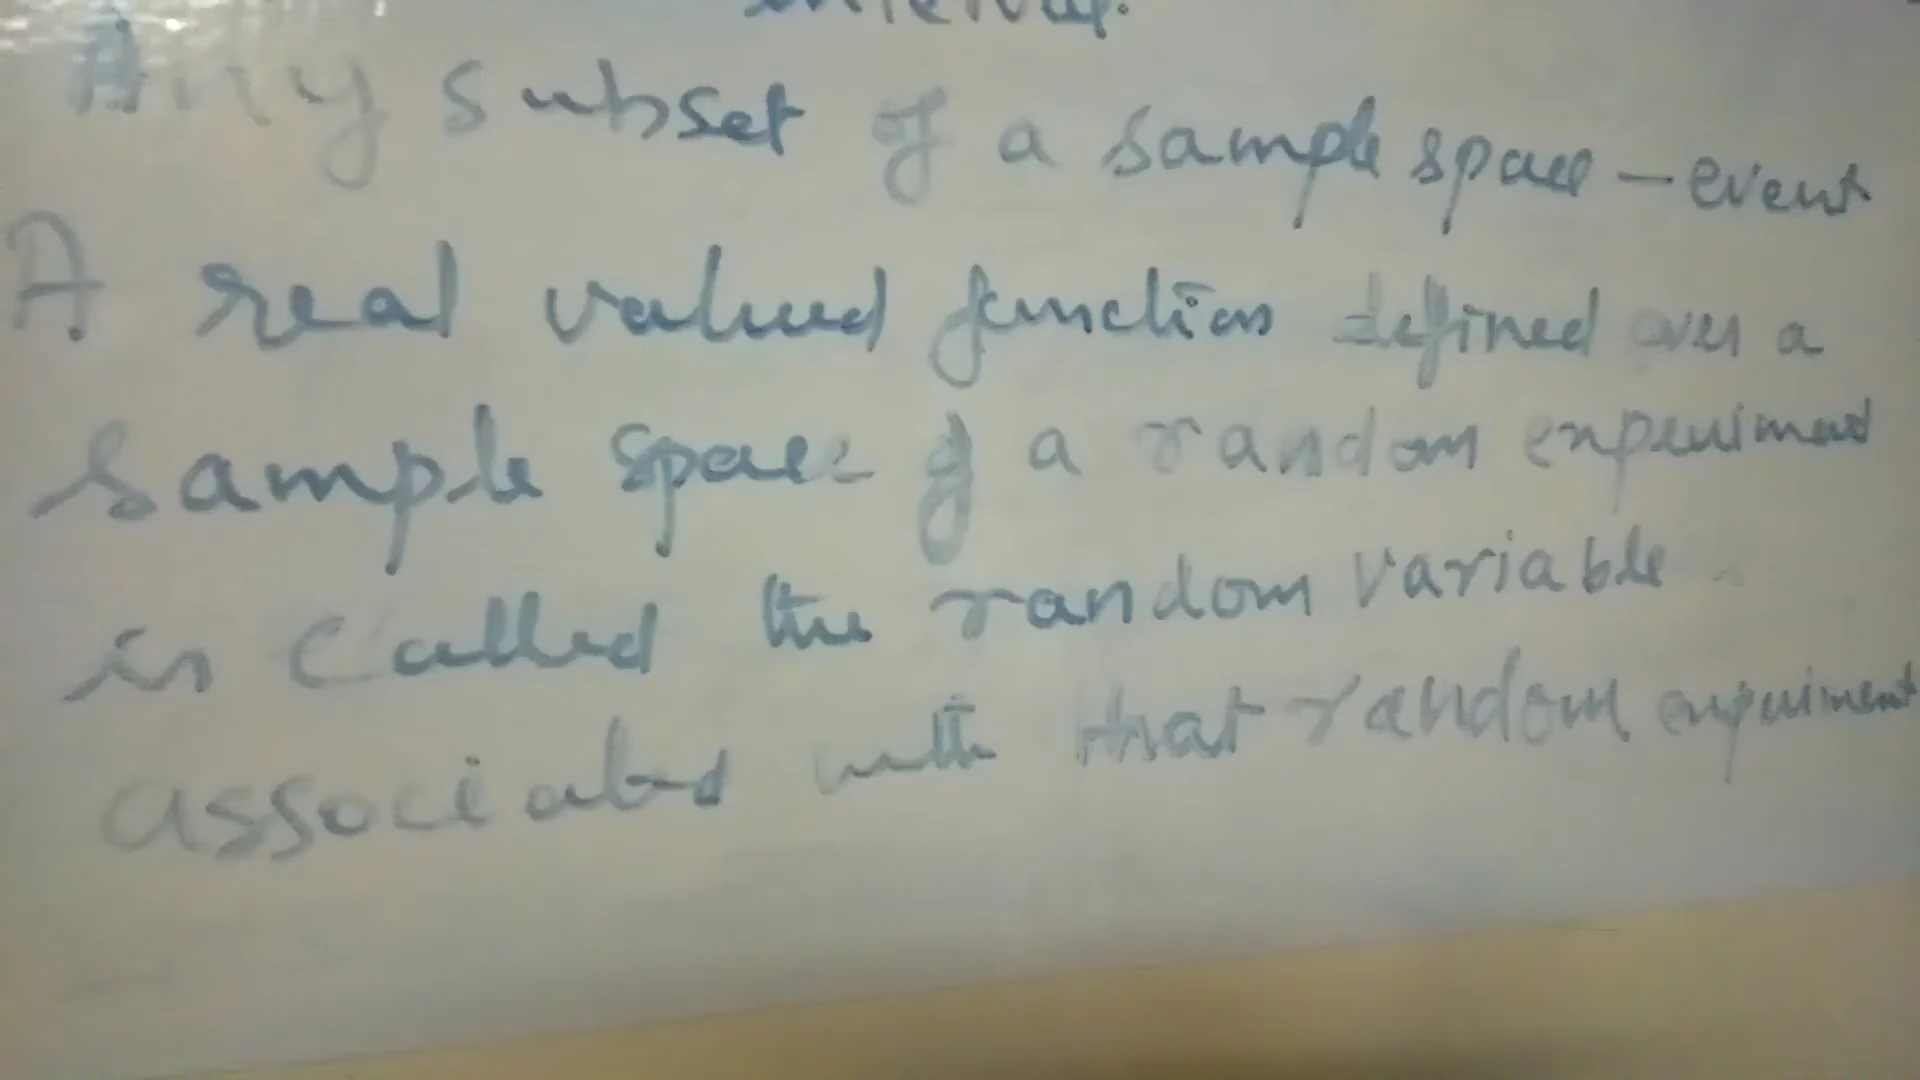 interval.
Any subset of a sample space - event
A real valued function defined over a
sample space of a random experiment
is called the random variable
associated with that random experiment